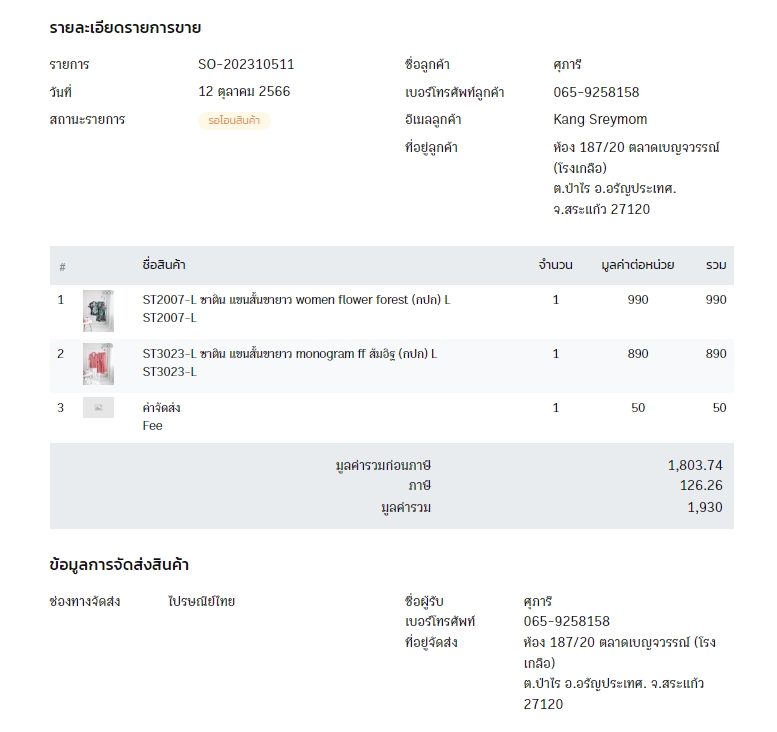 รายละเอียดรายการขาย
รายการ SO-202310511
วันที่ 12 ตุลาคม 2566
สถานะรายการ รอโอนสินค้า
ชื่อลูกค้า ศุภารี
เบอร์โทรศัพท์ลูกค้า 065-9258158
อีเมลลูกค้า Kang Sreymom
ที่อยู่ลูกค้า ห้อง 187/20 ตลาดเบญจวรรณ์
(โรงเกลือ)
ต.ป่าไร่ อ.อรัญประเทศ.
จ.สระแก้ว 27120
# ชื่อสินค้า จำนวน มูลค่าต่อหน่วย รวม
1 ST2007-L ซาติน แขนสั้นขายาว women flower forest (กปก) L 1 990 990
ST2007-L
2 ST3023-L ซาติน แขนสั้นขายาว monogram ff ส้มอิฐ (กปก) L 1 890 890
ST3023-L
3 ค่าจัดส่ง 1 50 50
Fee
มูลค่ารวมก่อนภาษี 1,803.74
ภาษี 126.26
มูลค่ารวม 1,930
ข้อมูลการจัดส่งสินค้า
ช่องทางจัดส่ง ไปรษณีย์ไทย
ชื่อผู้รับ ศุภารี
เบอร์โทรศัพท์ 065-9258158
ที่อยู่จัดส่ง ห้อง 187/20 ตลาดเบญจวรรณ์ (โรง
เกลือ)
ต.ป่าไร่ อ.อรัญประเทศ. จ.สระแก้ว
27120